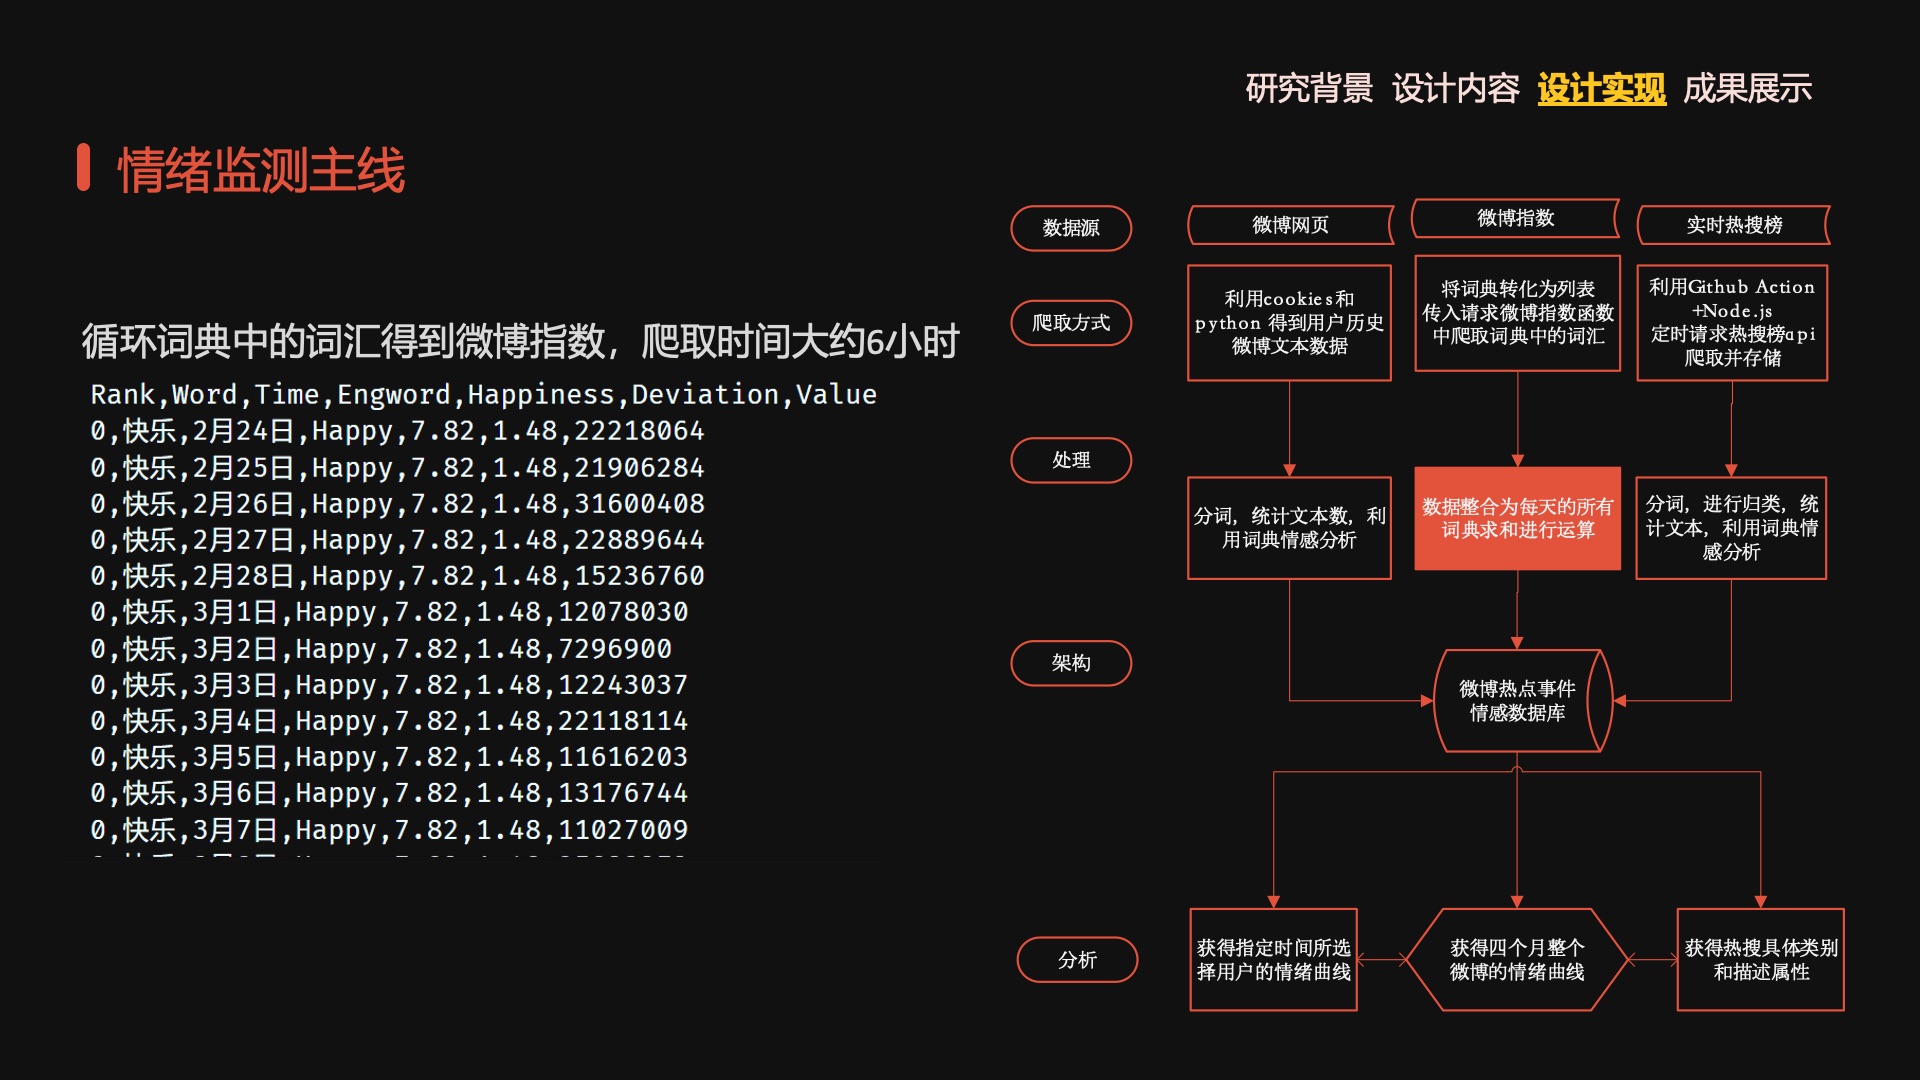 研究背景 设计内容 设计实现 成果展示
情绪监测主线
循环词典中的词汇得到微博指数，爬取时间大约6小时
Rank,Word,Time,Engword,Happiness,Deviation,Value
0,快乐,2月24日,Happy,7.82,1.48,22218064
0,快乐,2月25日,Happy,7.82,1.48,21906284
0,快乐,2月26日,Happy,7.82,1.48,31600408
0,快乐,2月27日,Happy,7.82,1.48,22889644
0,快乐,2月28日,Happy,7.82,1.48,15236760
0,快乐,3月1日,Happy,7.82,1.48,12078030
0,快乐,3月2日,Happy,7.82,1.48,7296900
0,快乐,3月3日,Happy,7.82,1.48,12243037
0,快乐,3月4日,Happy,7.82,1.48,22118114
0,快乐,3月5日,Happy,7.82,1.48,11616203
0,快乐,3月6日,Happy,7.82,1.48,13176744
0,快乐,3月7日,Happy,7.82,1.48,11027009
数据源
微博网页
微博指数
实时热搜榜
爬取方式
利用cookies和
python 得到用户历史
微博文本数据
将词典转化为列表
传入请求微博指数函数
中爬取词典中的词汇
利用Github Action
+Node.js
定时请求热搜榜api
爬取并存储
处理
分词，统计文本数，利
用词典情感分析
数据整合为每天的所有
词典求和进行运算
分词，进行归类，统
计文本，利用词典情
感分析
架构
微博热点事件
情感数据库
分析
获得指定时间所选
择用户的情绪曲线
获得四个月整个
微博的情绪曲线
获得热搜具体类别
和描述属性